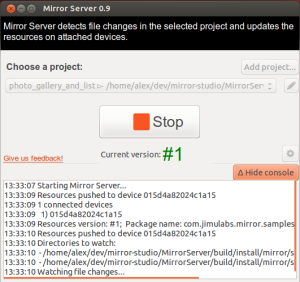 Mirror Server 0.9
Mirror Server detects file changes in the selected project and updates the
resources on attached devices.
Choose a project:
Add project...
photo_gallery_and_list ▻ /home/alex/dev/mirror-studio/MirrorSer
Stop
Give us feedback!
Current version: #1
Δ Hide console
13:33:07 Starting Mirror Server...
13:33:09 Resources pushed to device 015d4a82024c1a15
13:33:09 1 connected devices
13:33:09 1) 015d4a82024c1a15
13:33:09 Resources version: #1; Package name: com.jimulabs.mirror.samples
13:33:10 Resources pushed to device 015d4a82024c1a15
13:33:10 Directories to watch:
13:33:10 - /home/alex/dev/mirror-studio/MirrorServer/build/install/mirror/s
13:33:10 - /home/alex/dev/mirror-studio/MirrorServer/build/install/mirror/s
13:33:10 Watching file changes...